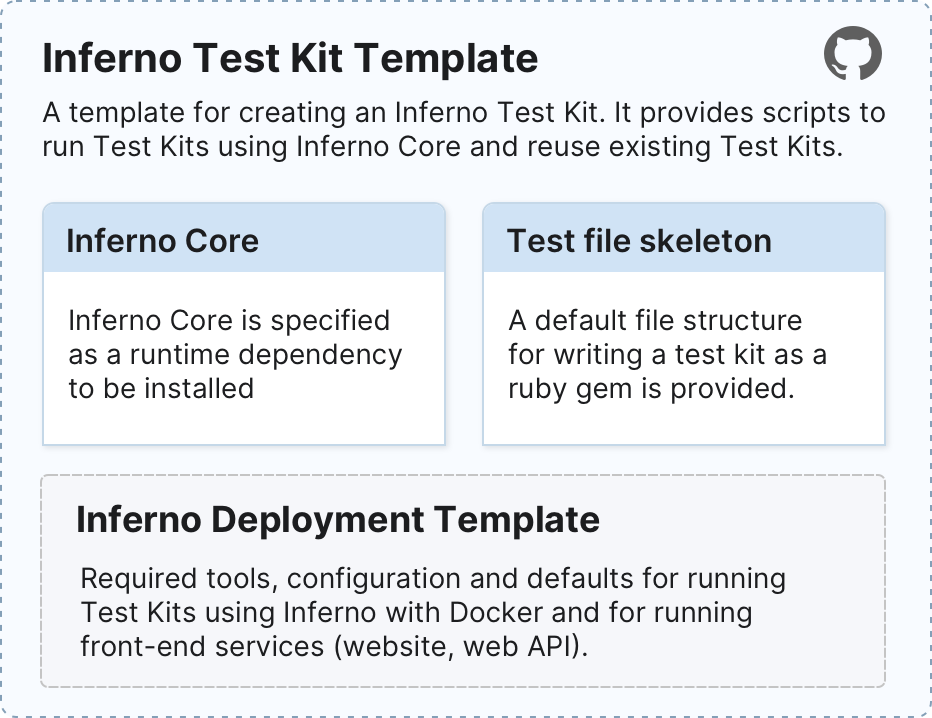 Inferno Test Kit Template
A template for creating an Inferno Test Kit. It provides scripts to
run Test Kits using Inferno Core and reuse existing Test Kits.
Inferno Core
Inferno Core is specified
as a runtime dependency
to be installed
Test file skeleton
A default file structure
for writing a test kit as a
ruby gem is provided.
Inferno Deployment Template
Required tools, configuration and defaults for running
Test Kits using Inferno with Docker and for running
front-end services (website, web API).